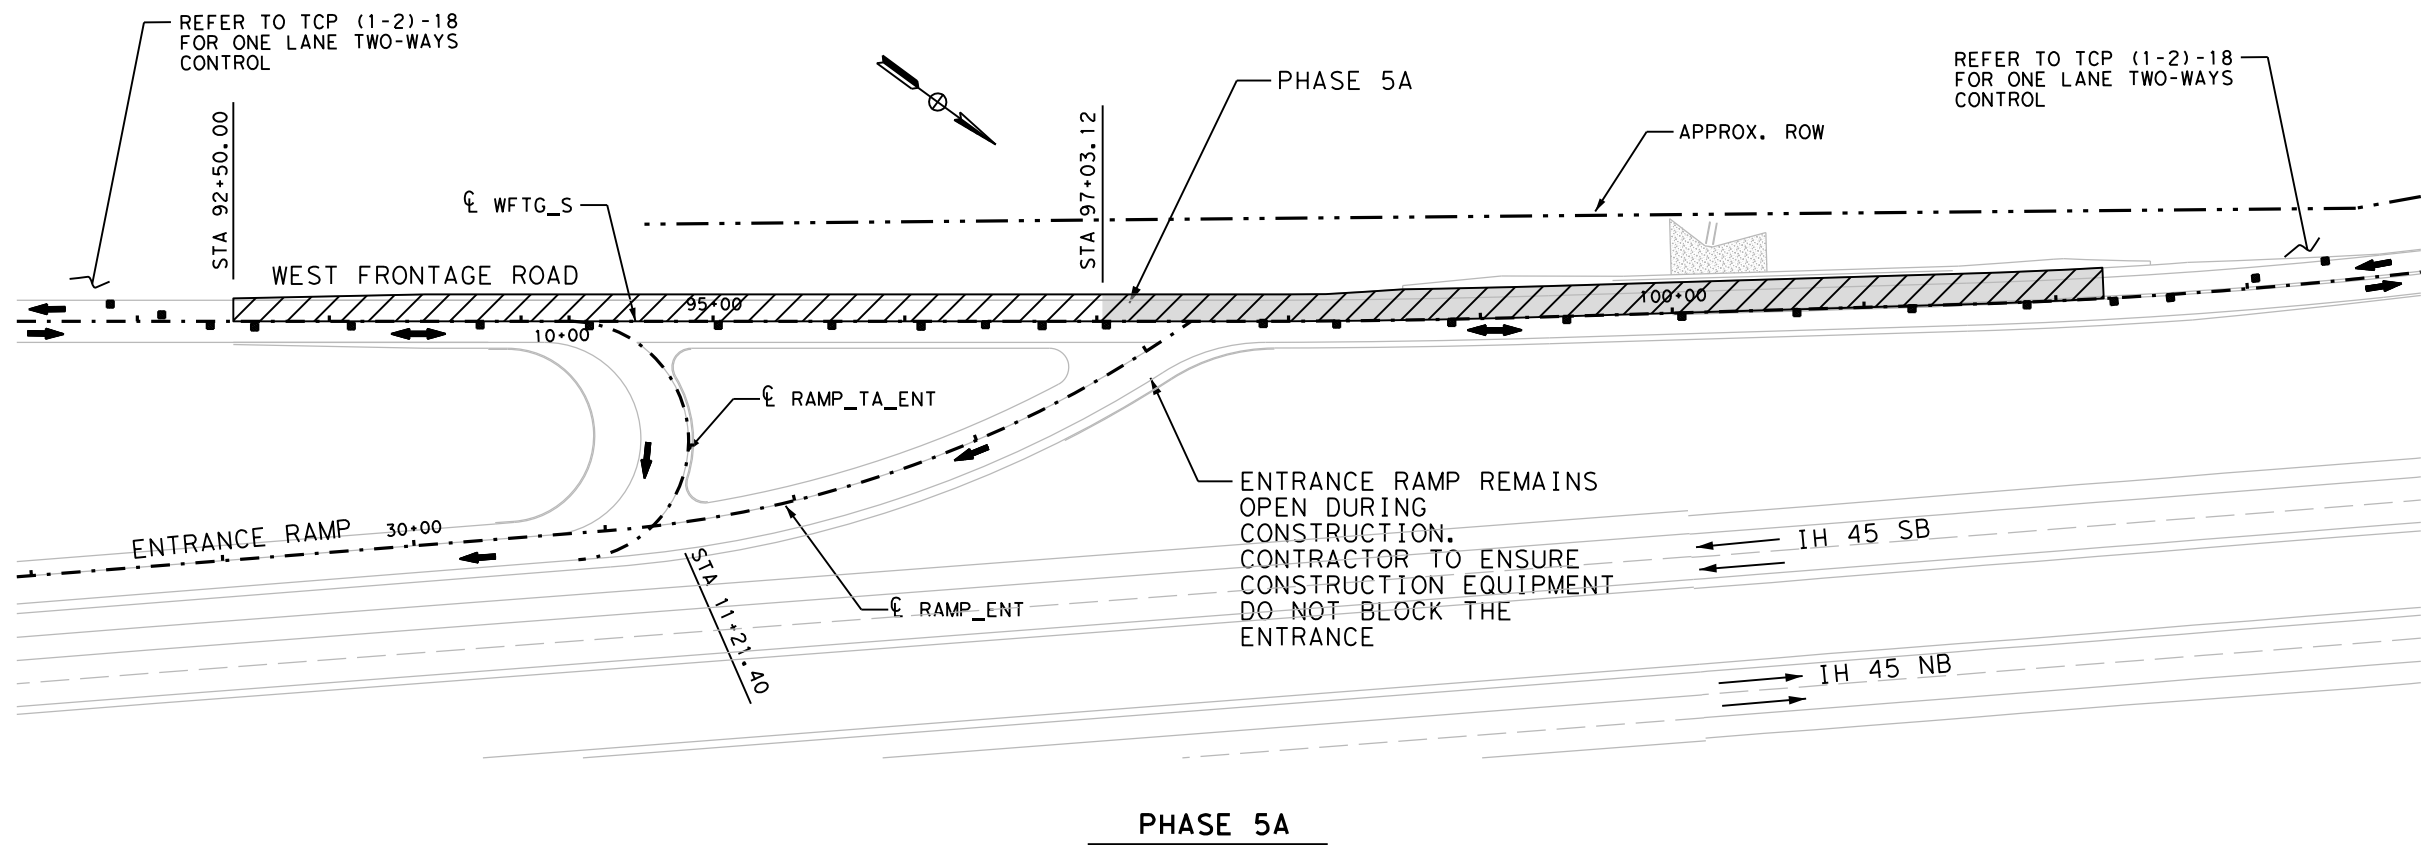 REFER TO TCP (1-2)-18
FOR ONE LANE TWO-WAYS
CONTROL
STA 92+50.00
℄ WFTG_S
WEST FRONTAGE ROAD
STA 97+03.12
PHASE 5A
APPROX. ROW
REFER TO TCP (1-2)-18
FOR ONE LANE TWO-WAYS
CONTROL
95+00
100+00
10+00
℄ RAMP_TA_ENT
ENTRANCE RAMP
30+00
STA 11+21.40
℄ RAMP_ENT
ENTRANCE RAMP REMAINS
OPEN DURING
CONSTRUCTION.
CONTRACTOR TO ENSURE
CONSTRUCTION EQUIPMENT
DO NOT BLOCK THE
ENTRANCE
IH 45 SB
IH 45 NB
PHASE 5A